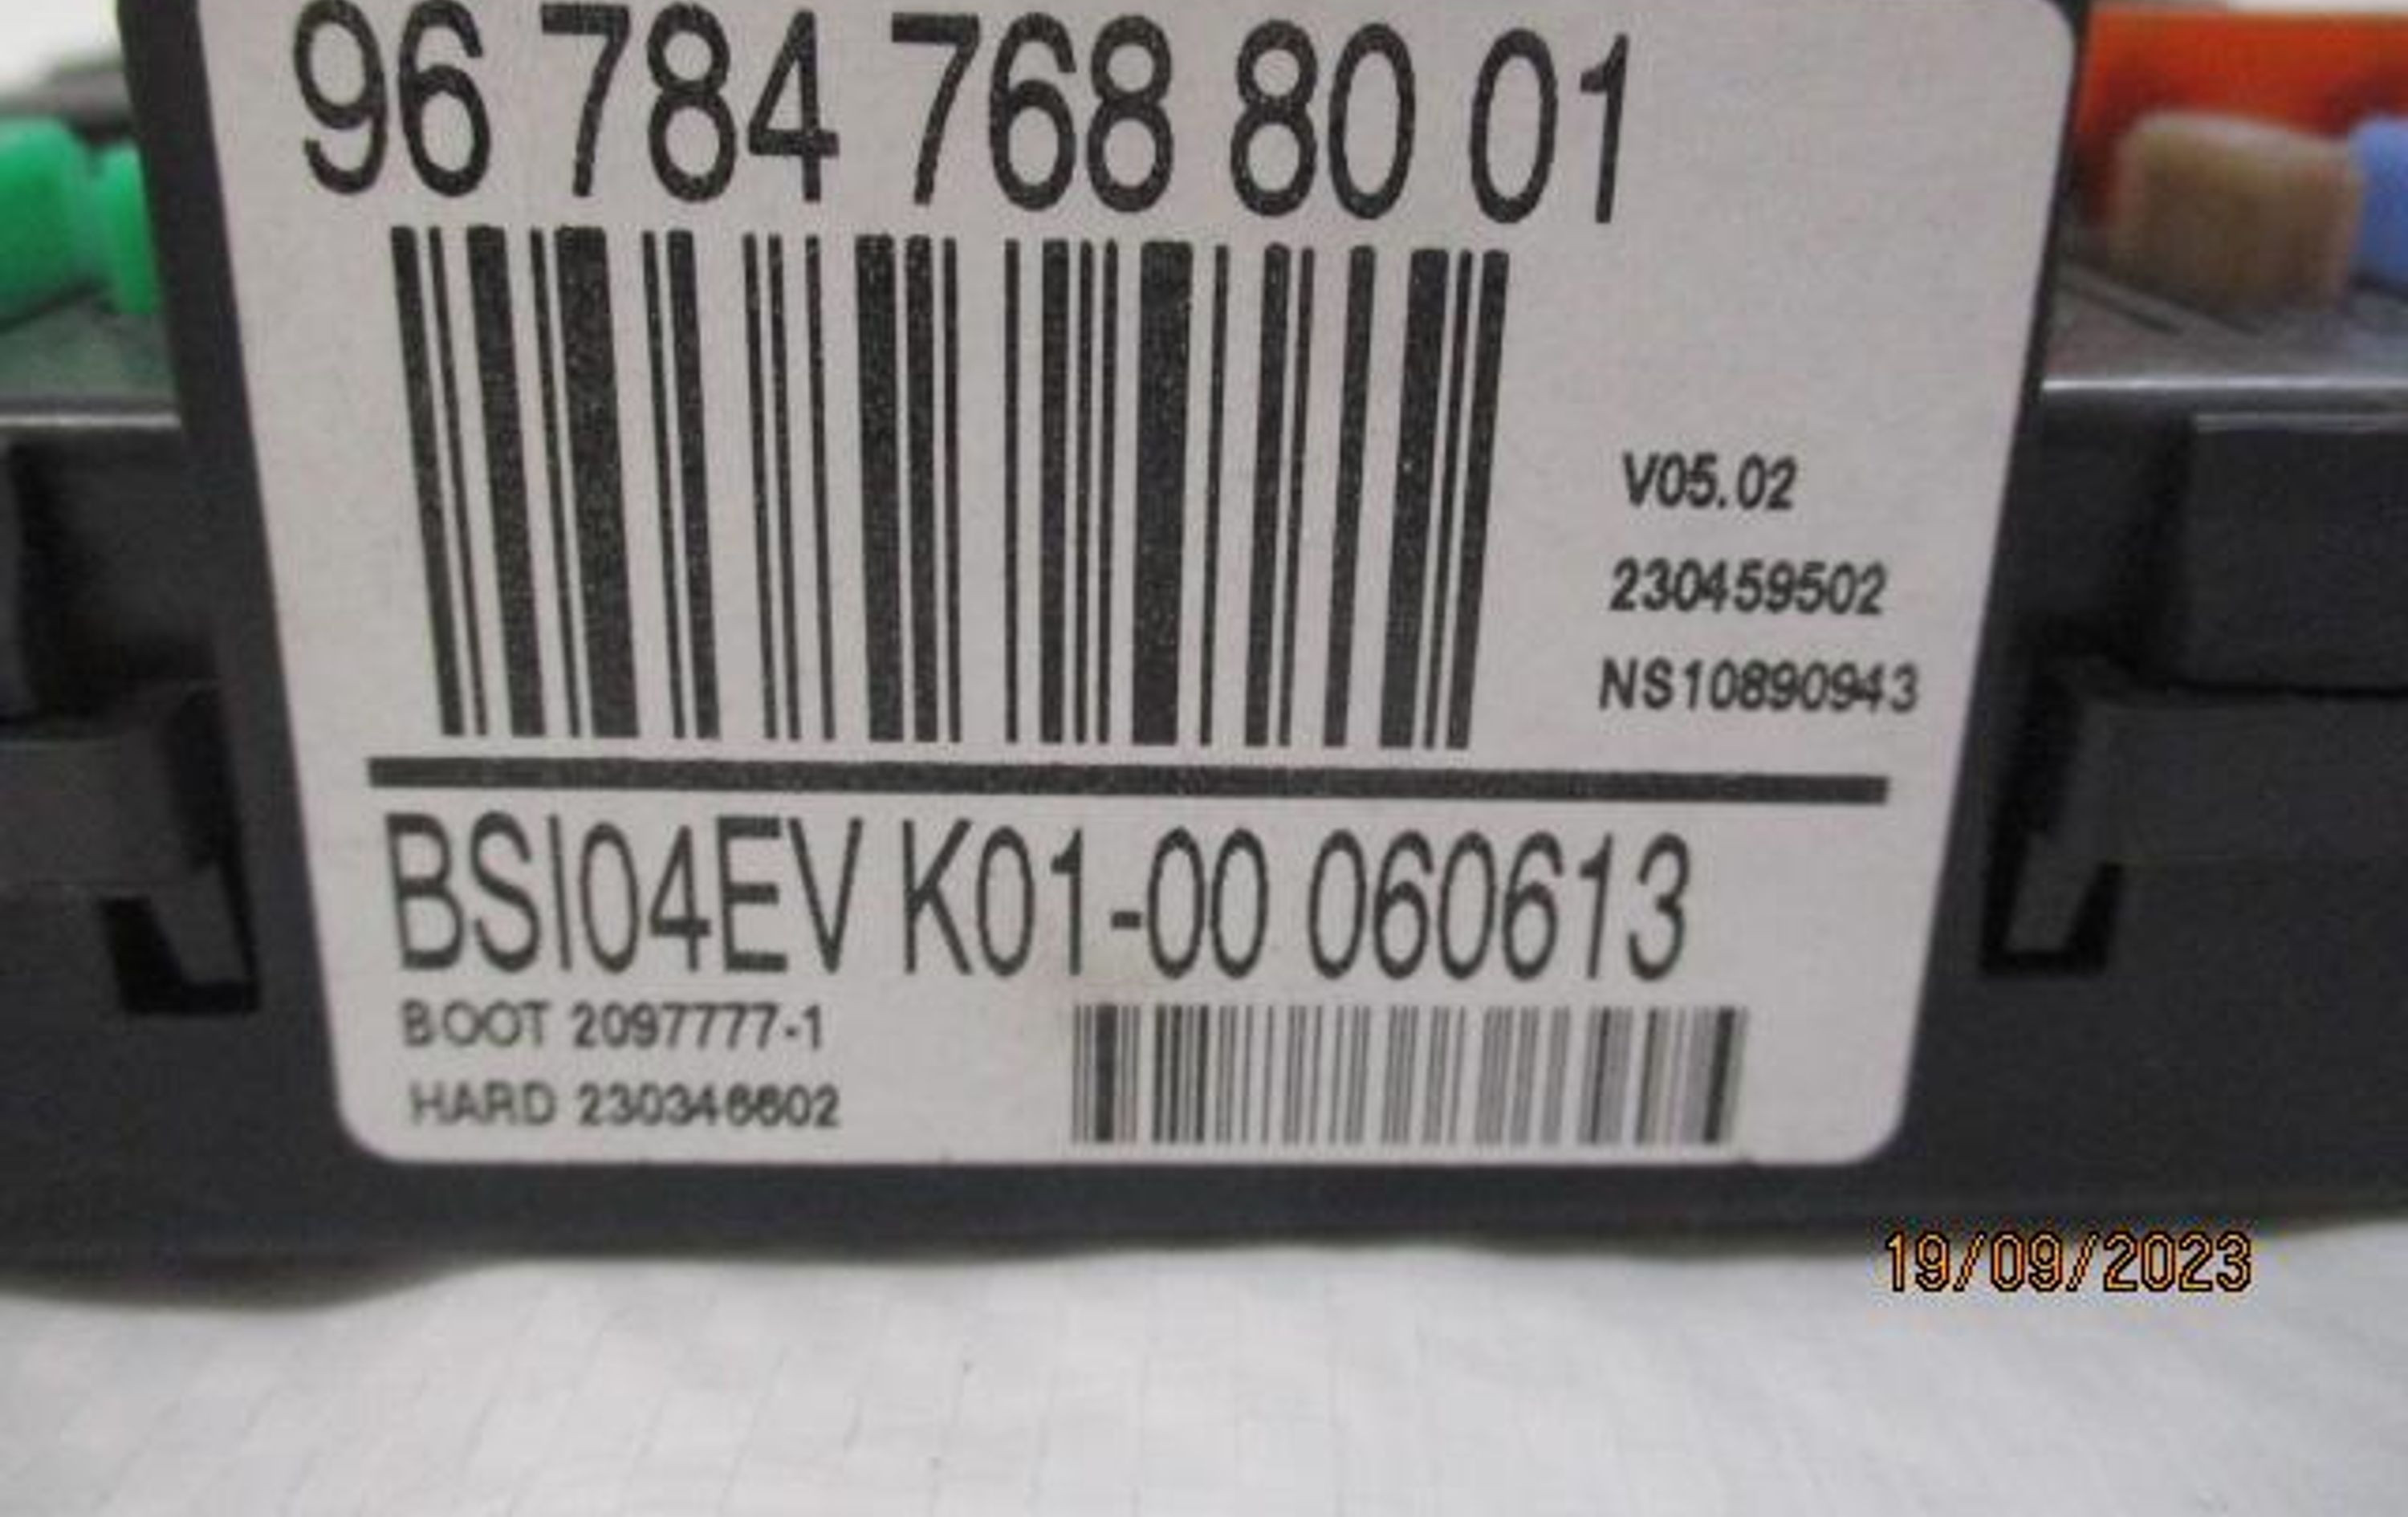 96 784 768 80 01
V05.02
230459502
NS10890943
BSI04EV K01-00 060613
BOOT 2097777-1
HARD 230346602
19/09/2023